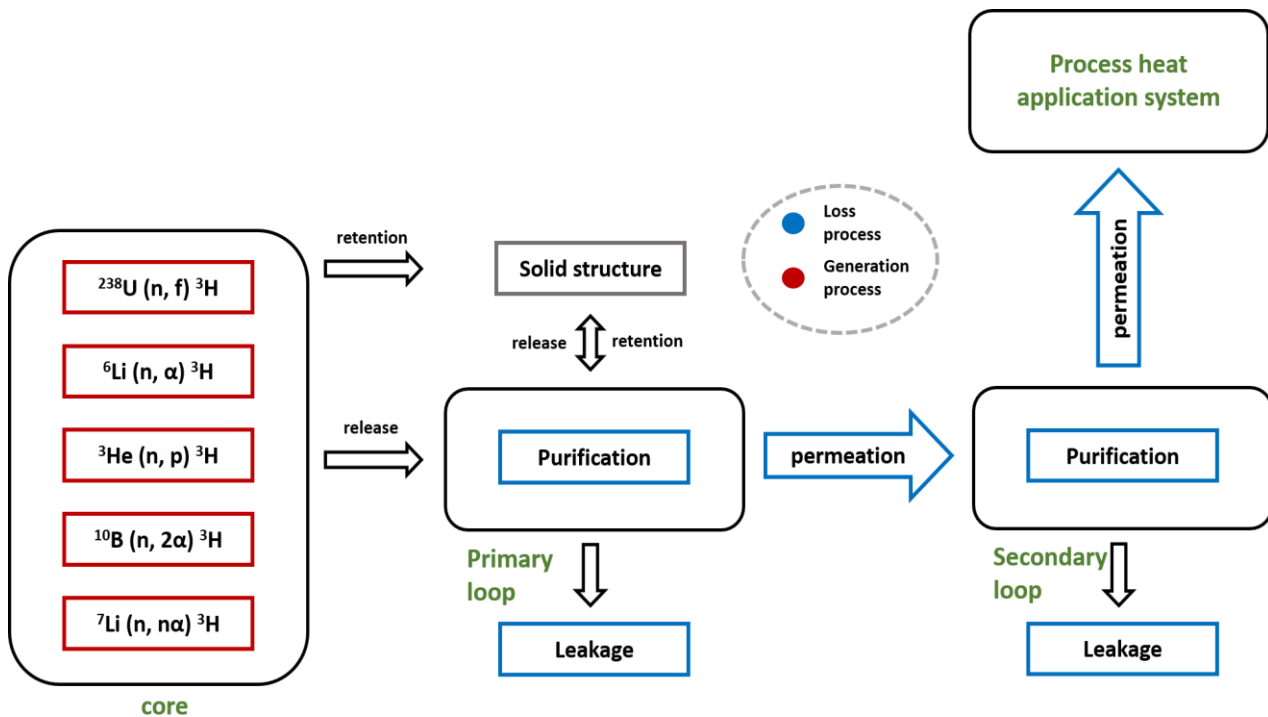 Process heat
application system
permeation
Loss
process
Generation
process
retention
Solid structure
release
retention
²³⁸U (n, f) ³H
⁶Li (n, α) ³H
³He (n, p) ³H
¹⁰B (n, 2α) ³H
⁷Li (n, nα) ³H
core
release
Purification
permeation
Purification
Primary
loop
Leakage
Secondary
loop
Leakage